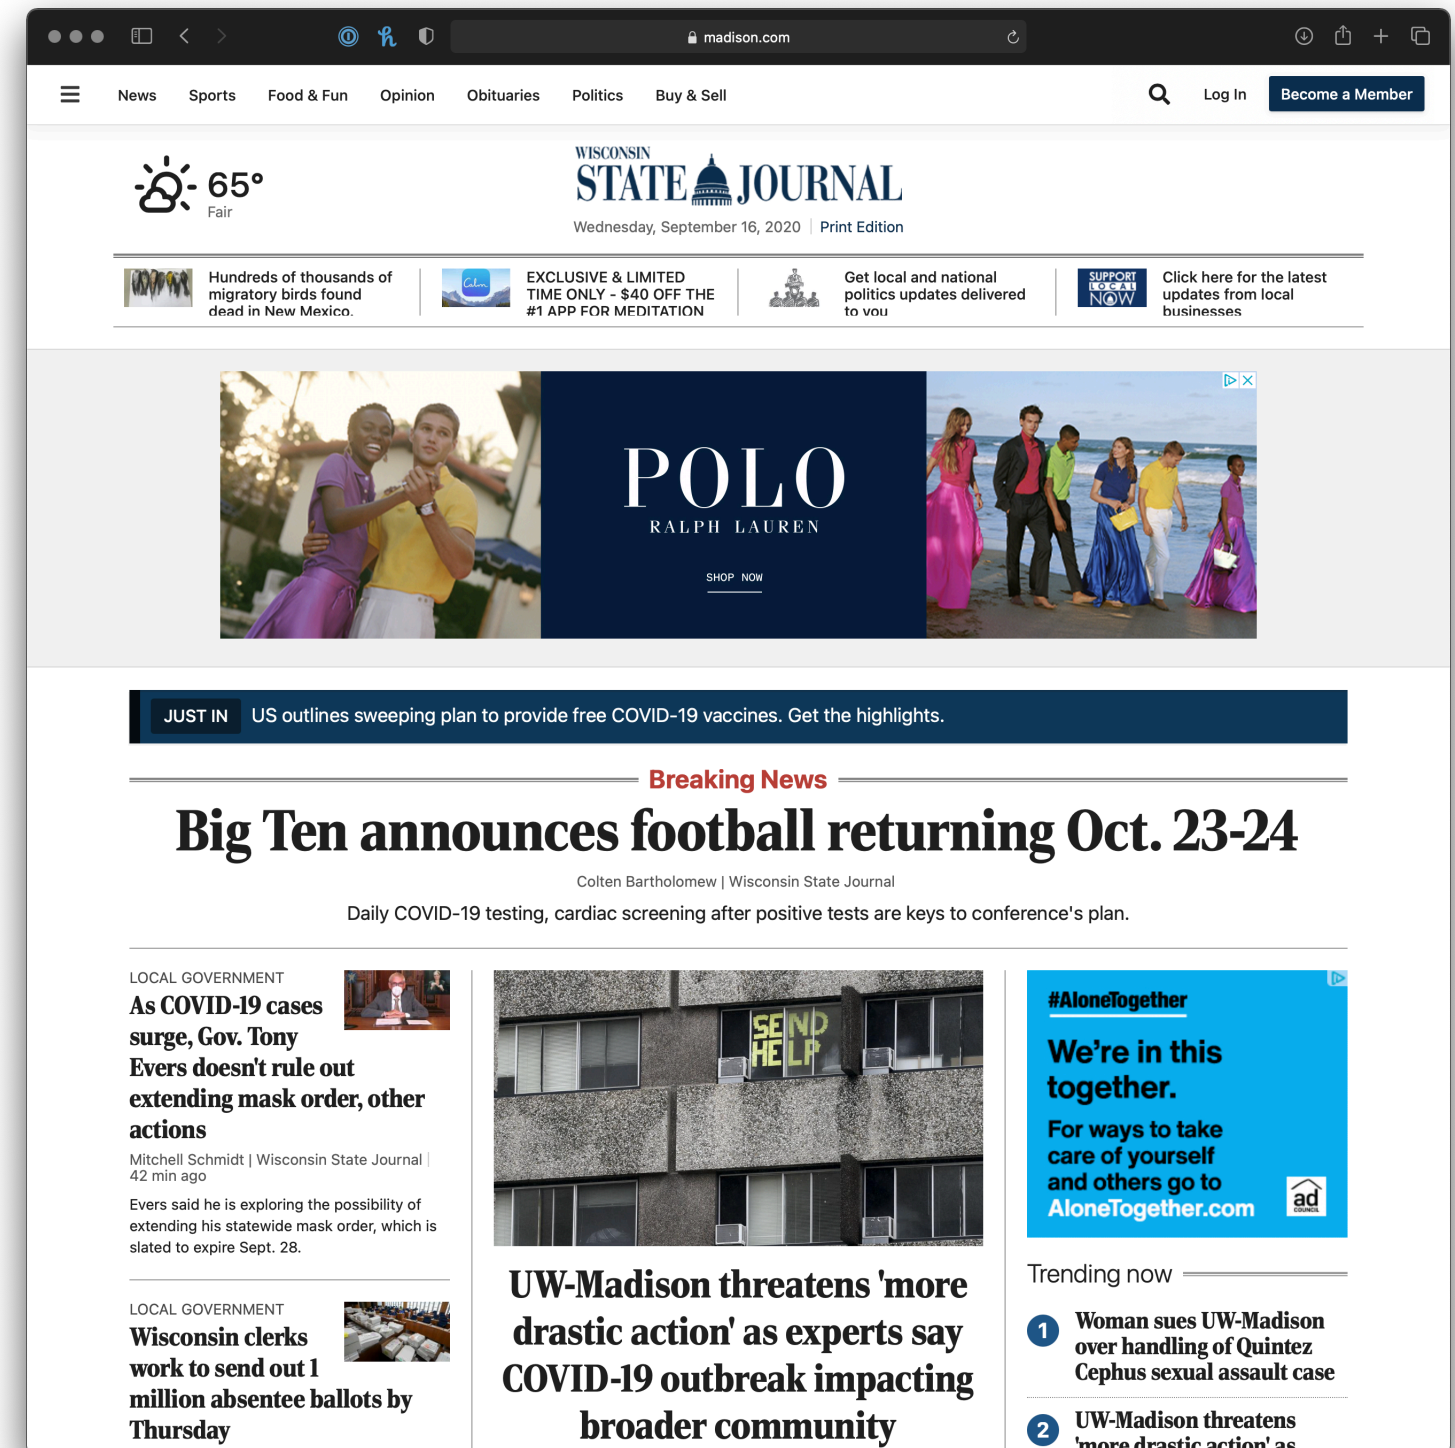 madison.com
News Sports Food & Fun Opinion Obituaries Politics Buy & Sell Log In Become a Member
65°
Fair
WISCONSIN
STATE JOURNAL
Wednesday, September 16, 2020 | Print Edition
Hundreds of thousands of
migratory birds found
dead in New Mexico.
Calm
EXCLUSIVE & LIMITED
TIME ONLY - $40 OFF THE
#1 APP FOR MEDITATION
Get local and national
politics updates delivered
to you
SUPPORT
LOCAL
NOW
Click here for the latest
updates from local
businesses
POLO
RALPH LAUREN
SHOP NOW
JUST IN US outlines sweeping plan to provide free COVID-19 vaccines. Get the highlights.
Breaking News
Big Ten announces football returning Oct. 23-24
Colten Bartholomew | Wisconsin State Journal
Daily COVID-19 testing, cardiac screening after positive tests are keys to conference's plan.
LOCAL GOVERNMENT
As COVID-19 cases
surge, Gov. Tony
Evers doesn't rule out
extending mask order, other
actions
Mitchell Schmidt | Wisconsin State Journal |
42 min ago
Evers said he is exploring the possibility of
extending his statewide mask order, which is
slated to expire Sept. 28.
LOCAL GOVERNMENT
Wisconsin clerks
work to send out 1
million absentee ballots by
Thursday
SEND
HELP
UW-Madison threatens 'more
drastic action' as experts say
COVID-19 outbreak impacting
broader community
#AloneTogether
We're in this
together.
For ways to take
care of yourself
and others go to
AloneTogether.com
ad
COUNCIL
Trending now
1 Woman sues UW-Madison
over handling of Quintez
Cephus sexual assault case
2 UW-Madison threatens
'more drastic action' as